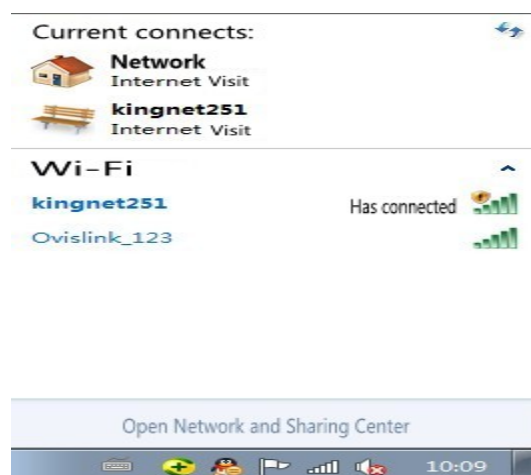 Current connects:
Network
Internet Visit
kingnet251
Internet Visit
Wi-Fi
kingnet251 Has connected
Ovislink_123
Open Network and Sharing Center
10:09